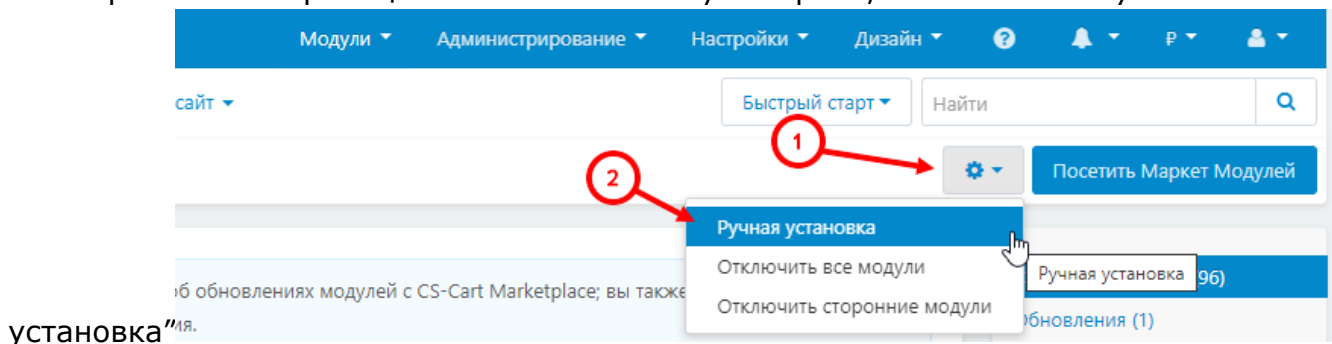 Модули Администрирование Настройки Дизайн ₽
сайт Быстрый старт Найти
1
Посетить Маркет Модулей
2
Ручная установка
Отключить все модули
Ручная установка 96)
об обновлениях модулей с CS-Cart Marketplace; вы также
Отключить сторонние модули
Обновления (1)
установка”